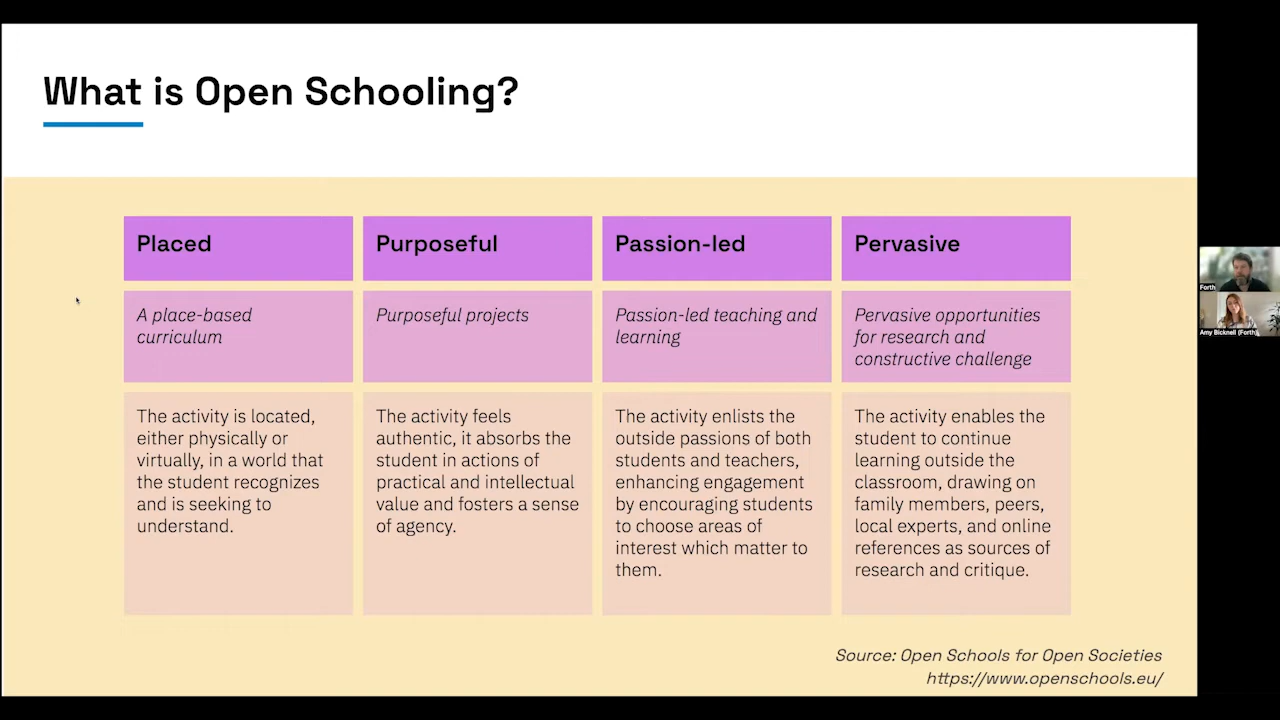 What is Open Schooling?
Placed
Purposeful
Passion-led
Pervasive
A place-based
curriculum
Purposeful projects
Passion-led teaching and
learning
Pervasive opportunities
for research and
constructive challenge
The activity is located,
either physically or
virtually, in a world that
the student recognizes
and is seeking to
understand.
The activity feels
authentic, it absorbs the
student in actions of
practical and intellectual
value and fosters a sense
of agency.
The activity enlists the
outside passions of both
students and teachers,
enhancing engagement
by encouraging students
to choose areas of
interest which matter to
them.
The activity enables the
student to continue
learning outside the
classroom, drawing on
family members, peers,
local experts, and online
references as sources of
research and critique.
Source: Open Schools for Open Societies
https://www.openschools.eu/
Forth
Amy Bicknell (Forth)